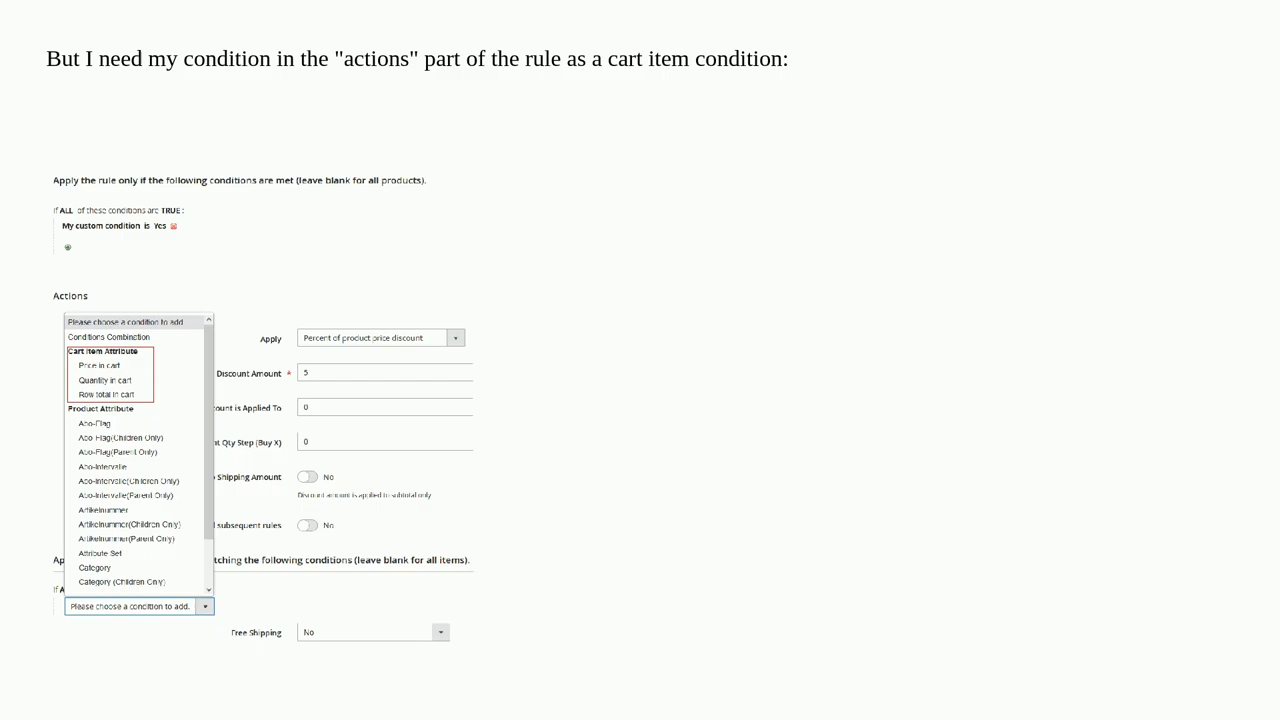 But I need my condition in the "actions" part of the rule as a cart item condition:
Apply the rule only if the following conditions are met (leave blank for all products).
If ALL of these conditions are TRUE :
My custom condition is Yes
Actions
Please choose a condition to add
Conditions Combination
Cart Item Attribute
Price in cart
Quantity in cart
Row total in cart
Product Attribute
Abo-Flag
Abo-Flag(Children Only)
Abo-Flag(Parent Only)
Abo-Intervalle
Abo-Intervalle(Children Only)
Abo-Intervalle(Parent Only)
Artikelnummer
Artikelnummer(Children Only)
Artikelnummer(Parent Only)
Attribute Set
Category
Category (Children Only)
Please choose a condition to add.
Apply Percent of product price discount
Discount Amount * 5
ount is Applied To 0
nt Qty Step (Buy X) 0
Shipping Amount No
Discount amount is applied to subtotal only
subsequent rules No
Ap tching the following conditions (leave blank for all items).
If A
Free Shipping No